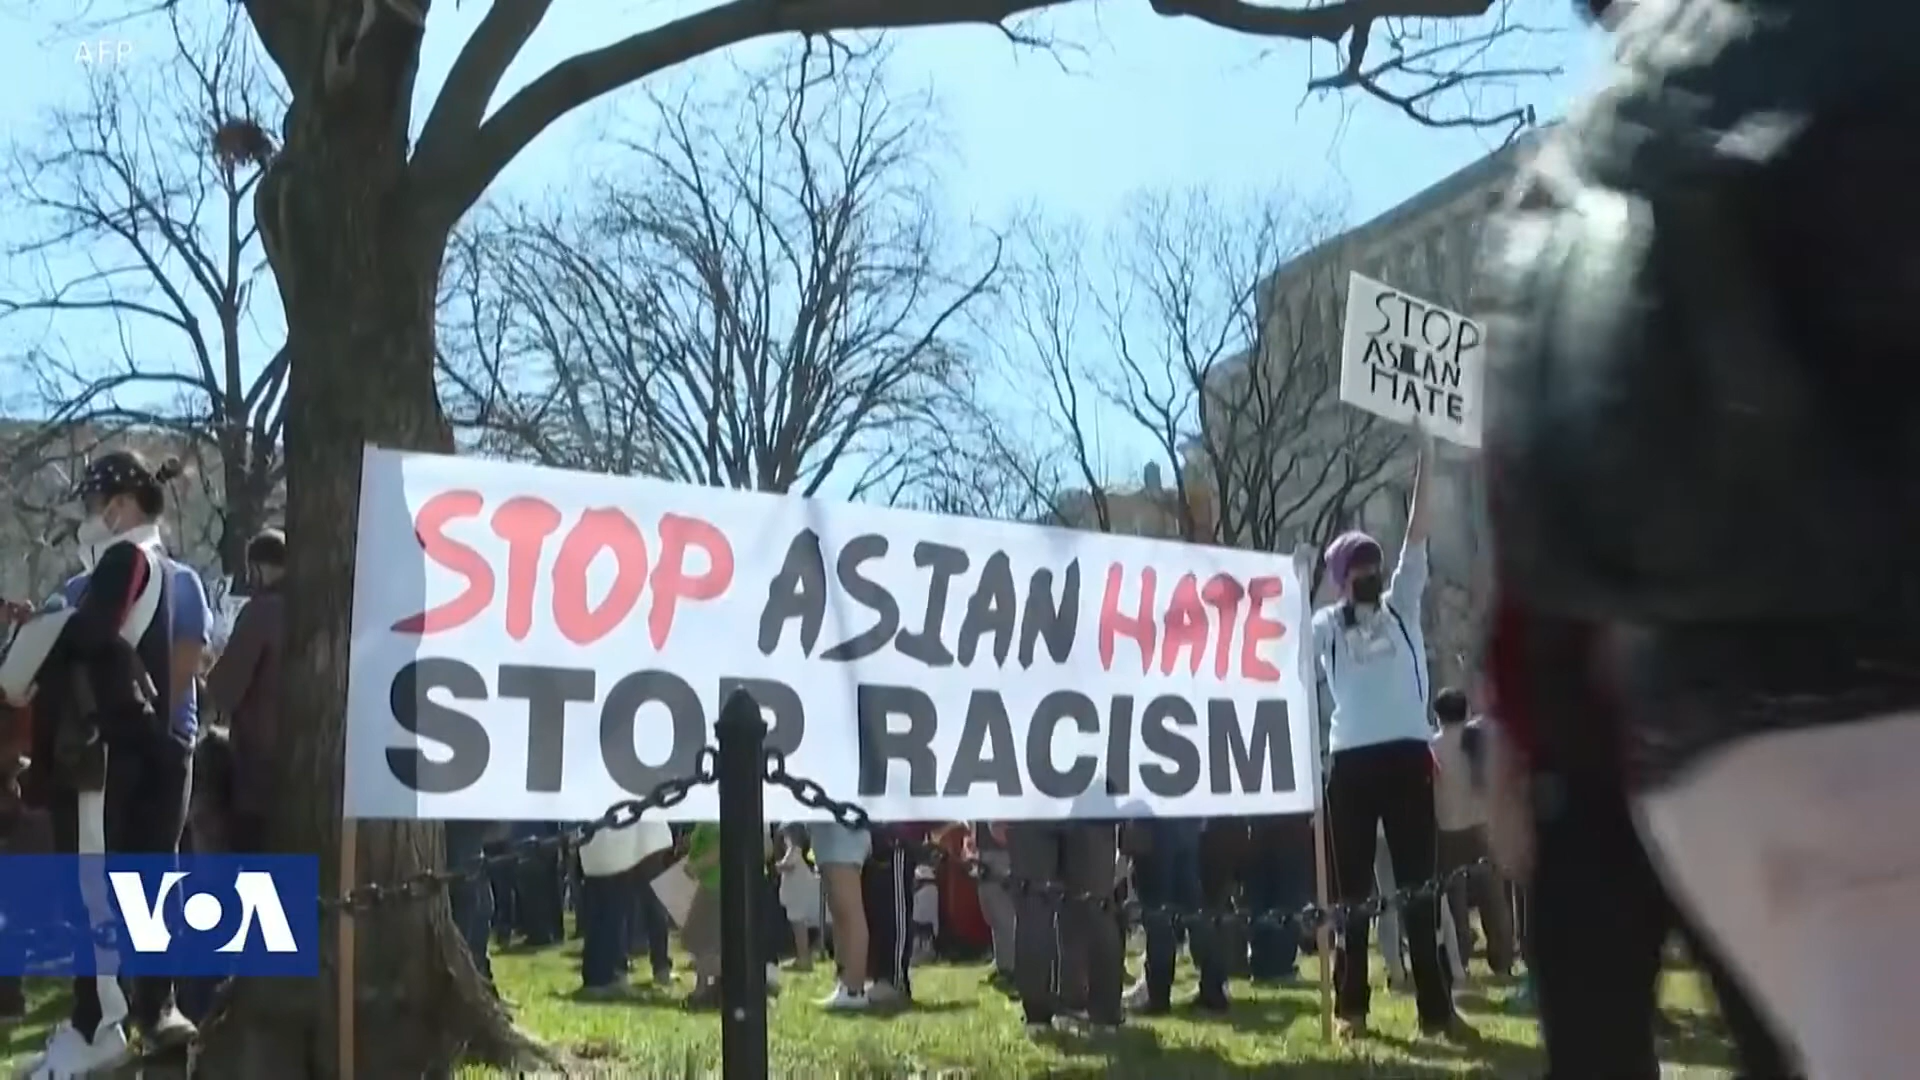 AFP
STOP
ASIAN
HATE
STOP ASIAN HATE
STOP RACISM
VOA